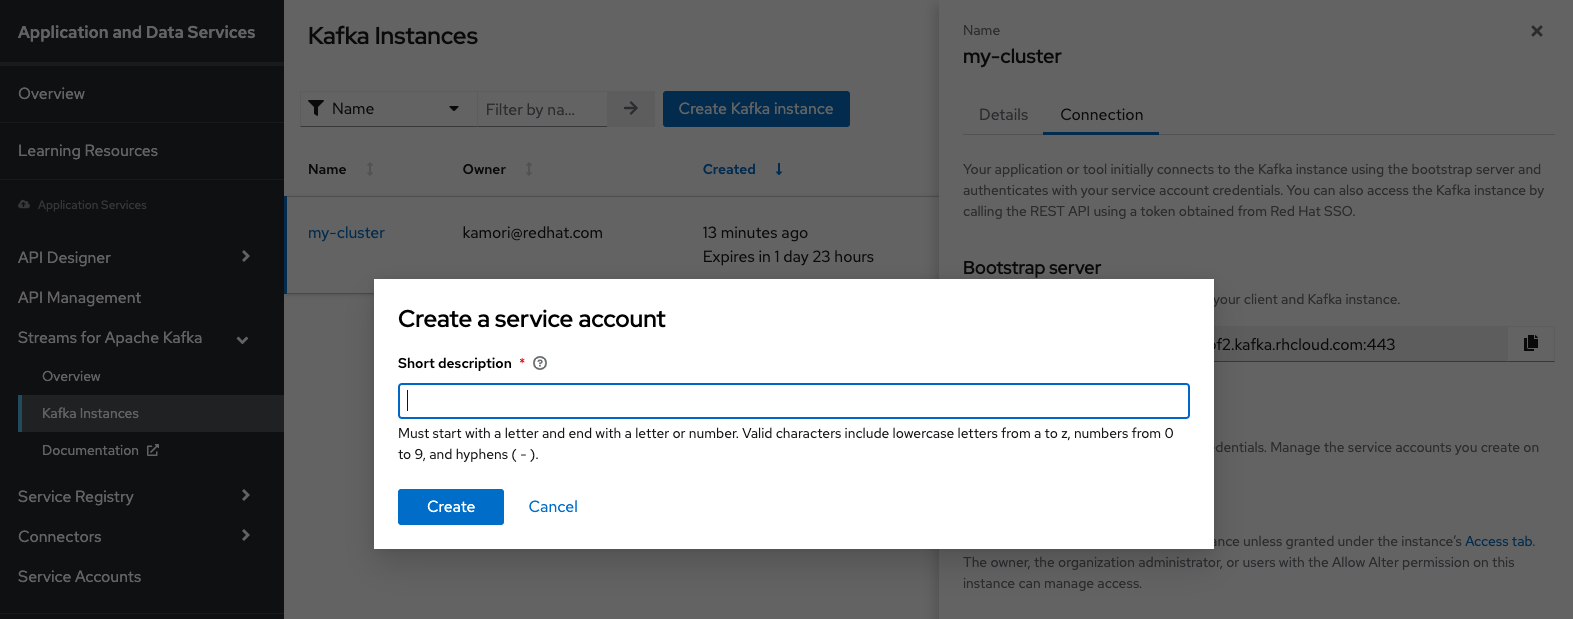 Application and Data Services
Overview
Learning Resources
Application Services
API Designer
API Management
Streams for Apache Kafka
Overview
Kafka Instances
Documentation
Service Registry
Connectors
Service Accounts
Kafka Instances
Name
Filter by na...
Create Kafka instance
Name
Owner
Created
my-cluster
kamori@redhat.com
13 minutes ago
Expires in 1 day 23 hours
Name
my-cluster
Details
Connection
Your application or tool initially connects to the Kafka instance using the bootstrap server and
authenticates with your service account credentials. You can also access the Kafka instance by
calling the REST API using a token obtained from Red Hat SSO.
Bootstrap server
your client and Kafka instance.
f2.kafka.rhcloud.com:443
dentials. Manage the service accounts you create on
nce unless granted under the instance's Access tab.
The owner, the organization administrator, or users with the Allow Alter permission on this
instance can manage access.
Create a service account
Short description *
Must start with a letter and end with a letter or number. Valid characters include lowercase letters from a to z, numbers from 0
to 9, and hyphens ( - ).
Create
Cancel